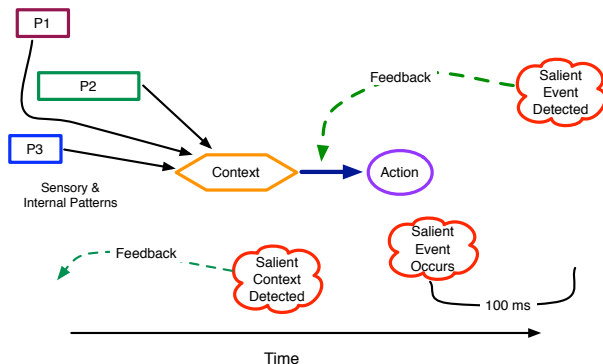 P1
P2
P3
Sensory &
Internal Patterns
Context
Action
Feedback
Salient
Event
Detected
Feedback
Salient
Context
Detected
Salient
Event
Occurs
100 ms
Time